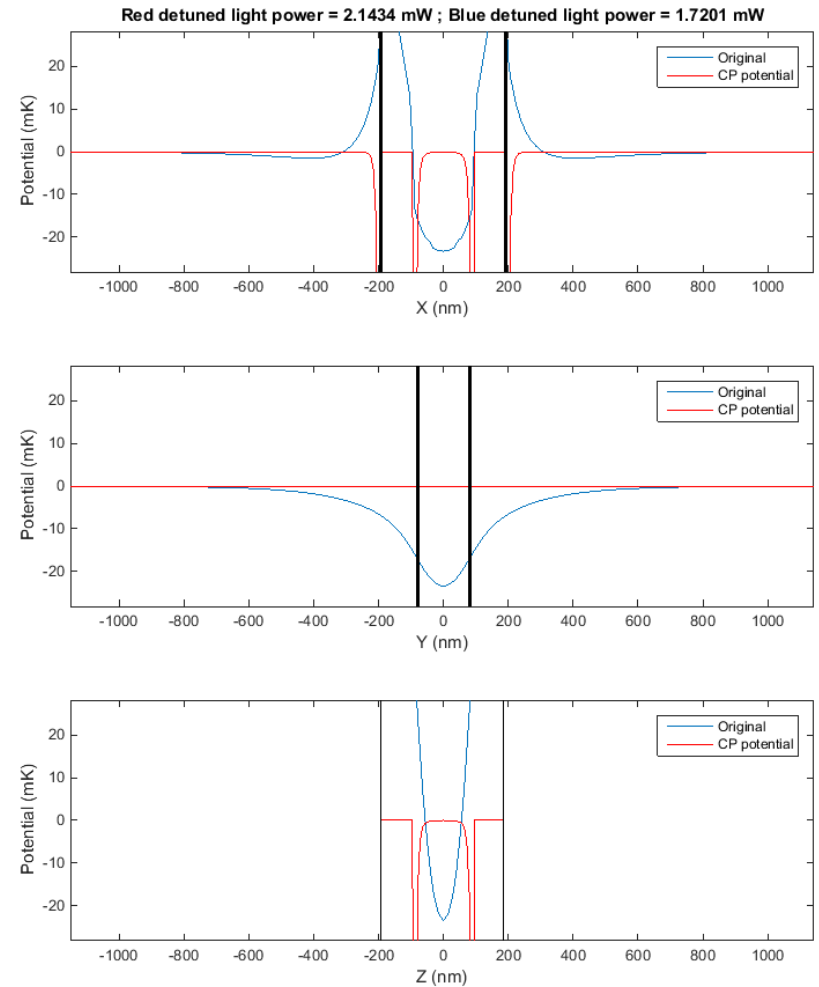 Red detuned light power = 2.1434 mW ; Blue detuned light power = 1.7201 mW
Original
CP potential
20
10
0
-10
-20
Potential (mK)
-1000 -800 -600 -400 -200 0 200 400 600 800 1000
X (nm)
Original
CP potential
20
10
0
-10
-20
Potential (mK)
-1000 -800 -600 -400 -200 0 200 400 600 800 1000
Y (nm)
Original
CP potential
20
10
0
-10
-20
Potential (mK)
-1000 -800 -600 -400 -200 0 200 400 600 800 1000
Z (nm)